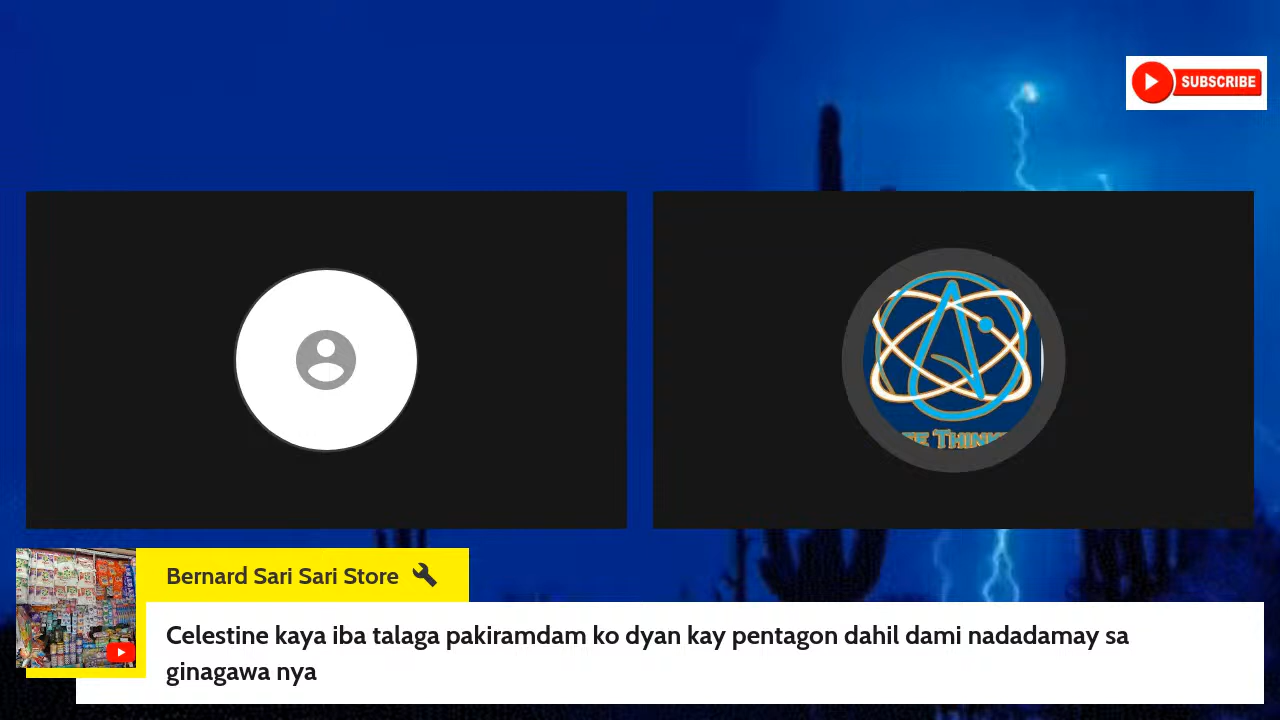 SUBSCRIBE
THINK
Bernard Sari Sari Store
Celestine kaya iba talaga pakiramdam ko dyan kay pentagon dahil dami nadadamay sa
ginagawa nya